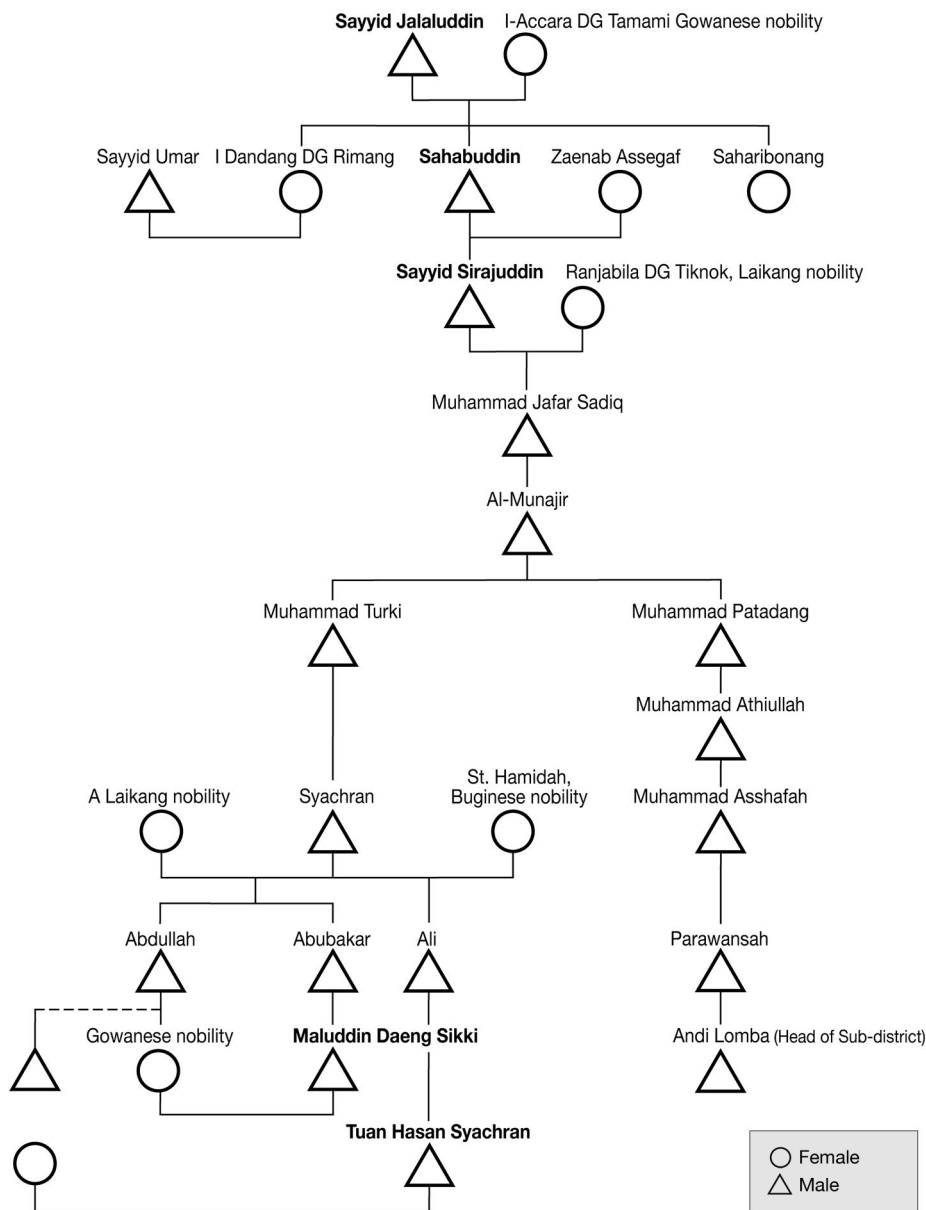 Sayyid Jalaluddin
I-Accara DG Tamami Gowanese nobility
Sayyid Umar
I Dandang DG Rimang
Sahabuddin
Zaenab Assegaf
Saharibonang
Sayyid Sirajuddin
Ranjabila DG Tiknok, Laikang nobility
Muhammad Jafar Sadiq
Al-Munajir
Muhammad Turki
Muhammad Patadang
Muhammad Athiullah
A Laikang nobility
Syachran
St. Hamidah,
Buginese nobility
Muhammad Asshafah
Abdullah
Abubakar
Ali
Parawansah
Gowanese nobility
Maluddin Daeng Sikki
Andi Lomba (Head of Sub-district)
Tuan Hasan Syachran
Female
Male